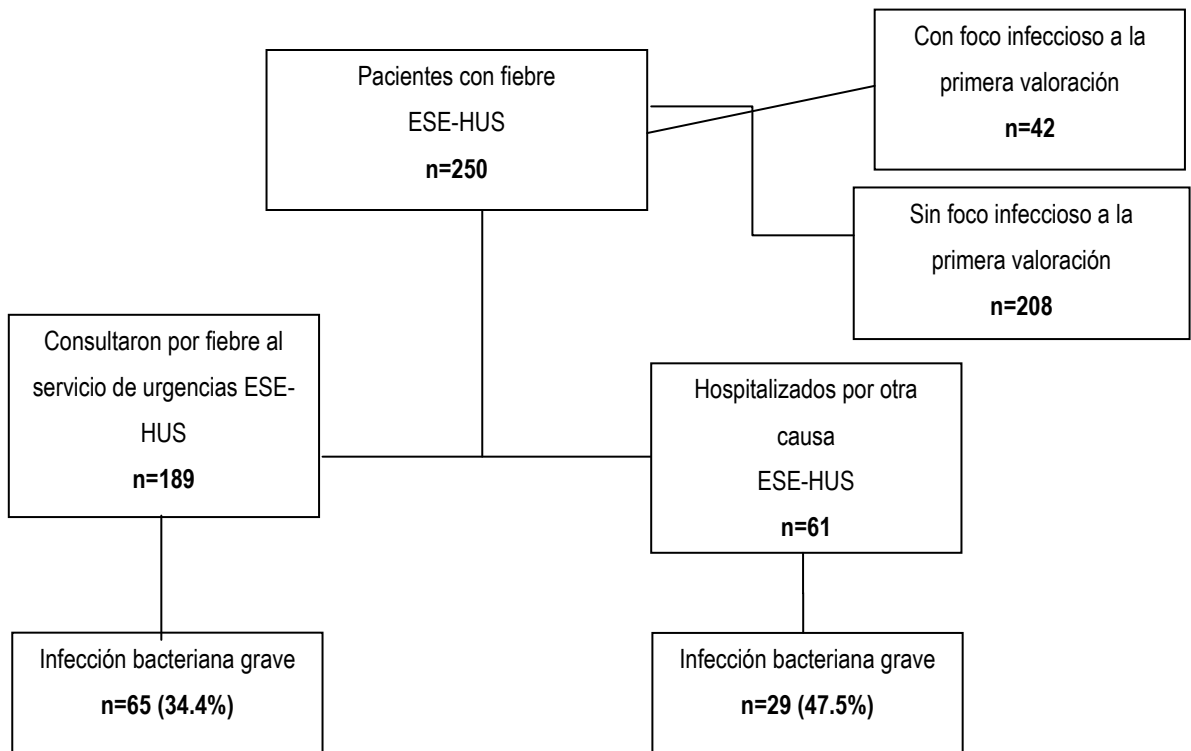 Pacientes con fiebre
ESE-HUS
n=250
Con foco infeccioso a la
primera valoración
n=42
Sin foco infeccioso a la
primera valoración
n=208
Consultaron por fiebre al
servicio de urgencias ESE-
HUS
n=189
Hospitalizados por otra
causa
ESE-HUS
n=61
Infección bacteriana grave
n=65 (34.4%)
Infección bacteriana grave
n=29 (47.5%)